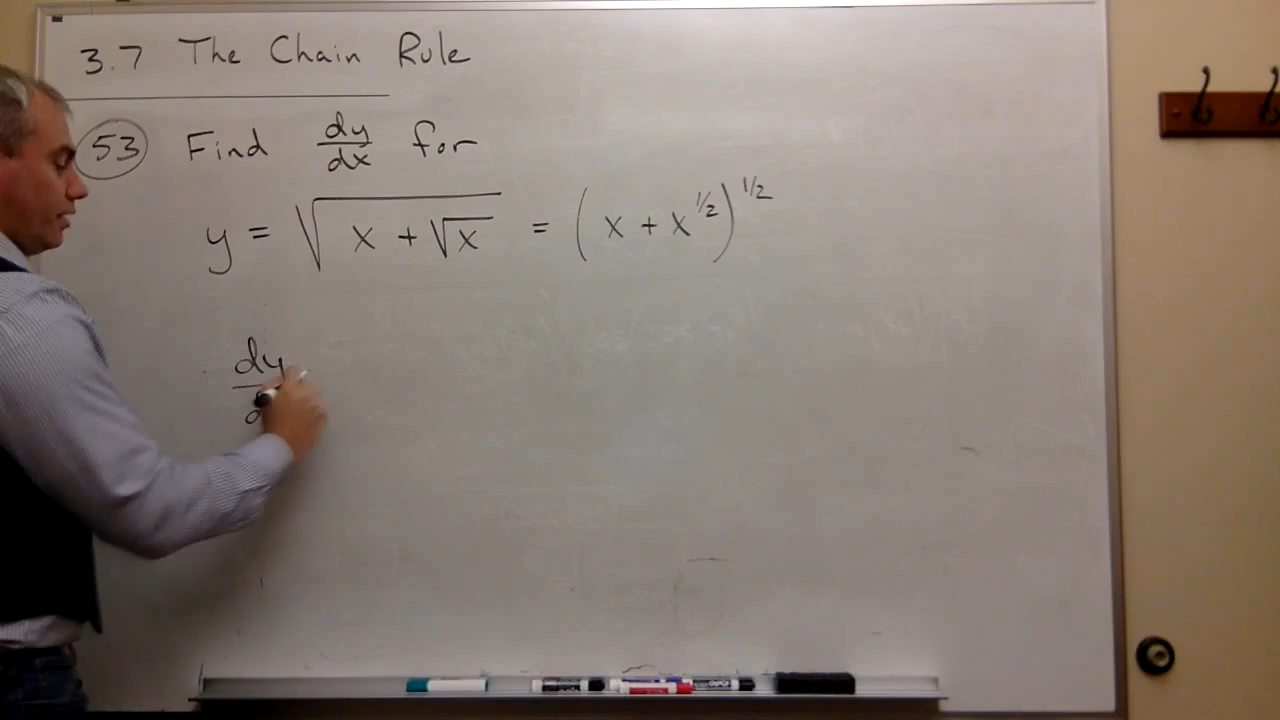 3.7 The Chain Rule
53 Find dy/dx for
y = √(x + √x) = (x + x^1/2)^1/2
dy